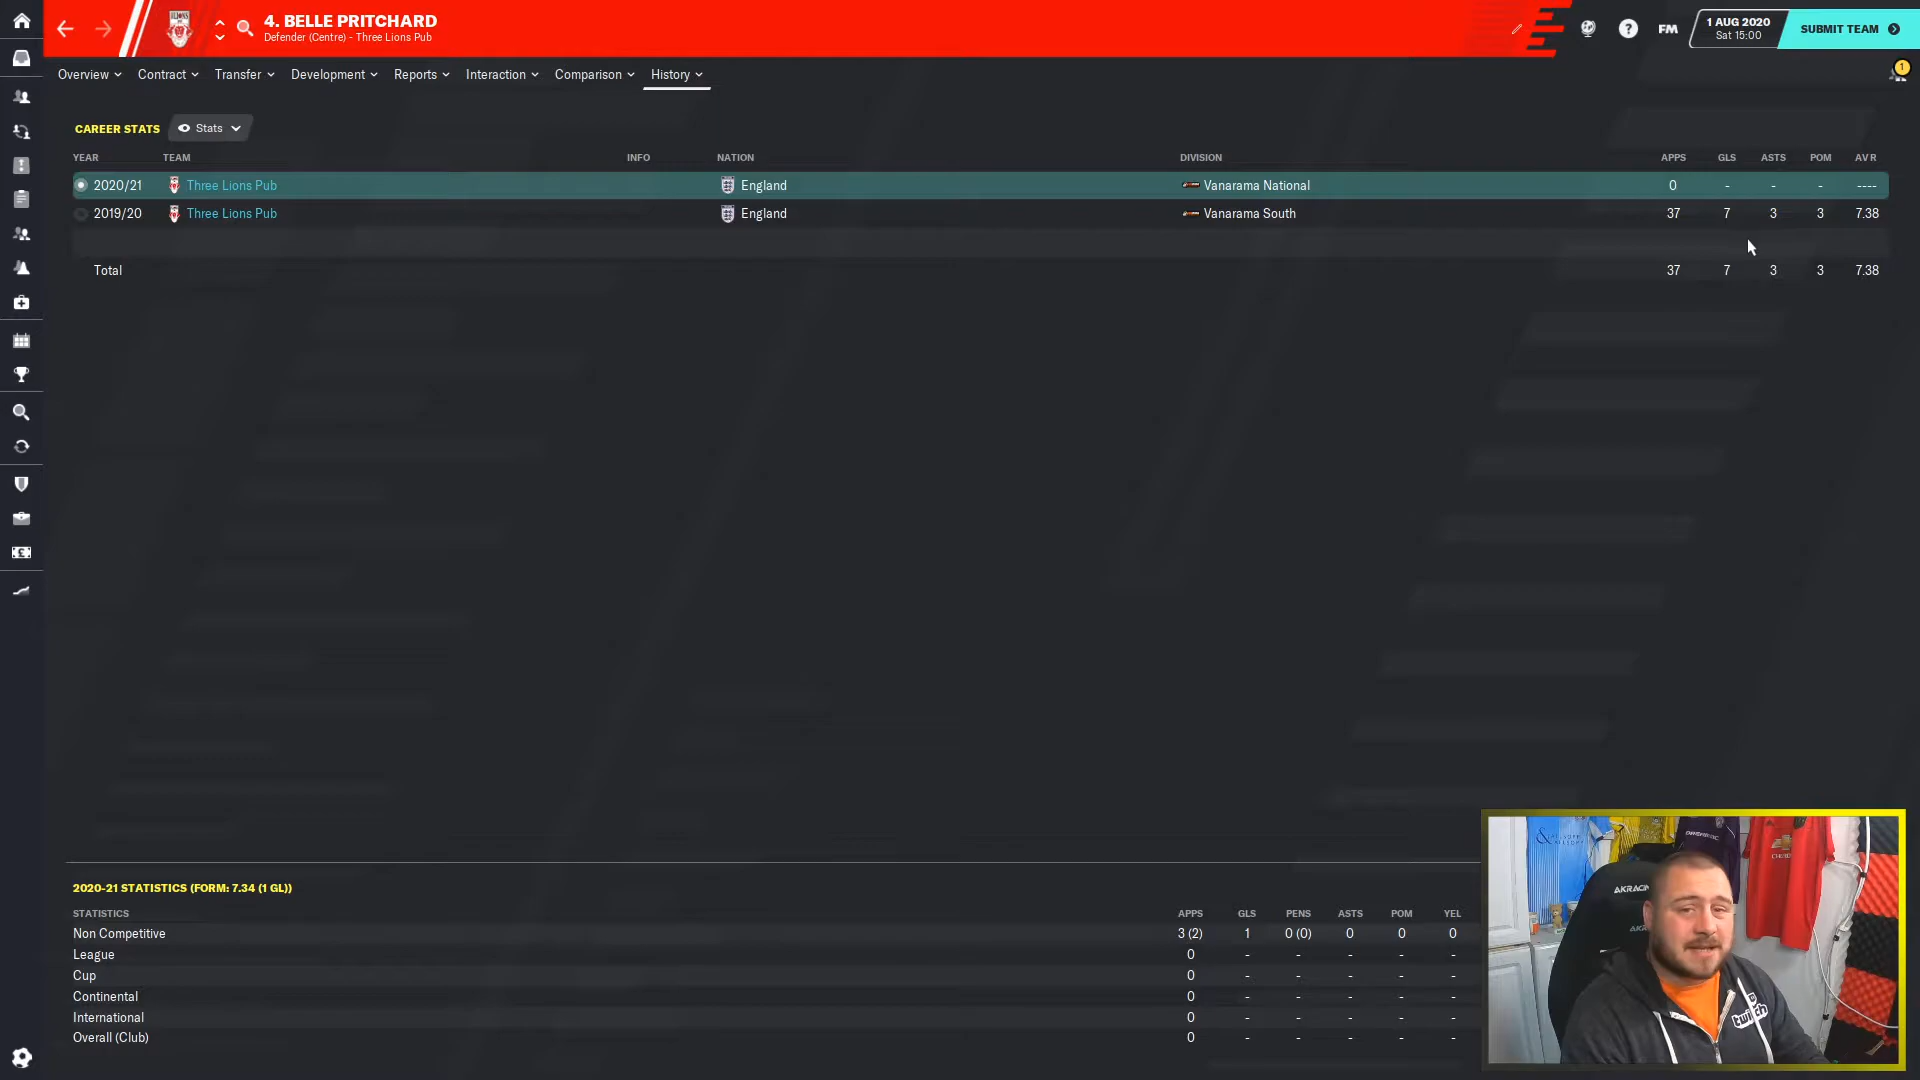 4. BELLE PRITCHARD
Defender (Centre) - Three Lions Pub
FM
1 AUG 2020
Sat 15:00
SUBMIT TEAM
Overview
Contract
Transfer
Development
Reports
Interaction
Comparison
History
1
CAREER STATS
Stats
YEAR TEAM INFO NATION DIVISION APPS GLS ASTS POM AV R
2020/21 Three Lions Pub England Vanarama National 0 - - - ----
2019/20 Three Lions Pub England Vanarama South 37 7 3 3 7.38
Total 37 7 3 3 7.38
2020-21 STATISTICS (FORM: 7.34 (1 GL))
STATISTICS APPS GLS PENS ASTS POM YEL
Non Competitive 3 (2) 1 0 (0) 0 0 0
League 0 - - - - -
Cup 0 - - - - -
Continental 0 - - - - -
International 0 - - - - -
Overall (Club) 0 - - - - -
AKRACIN
twitch